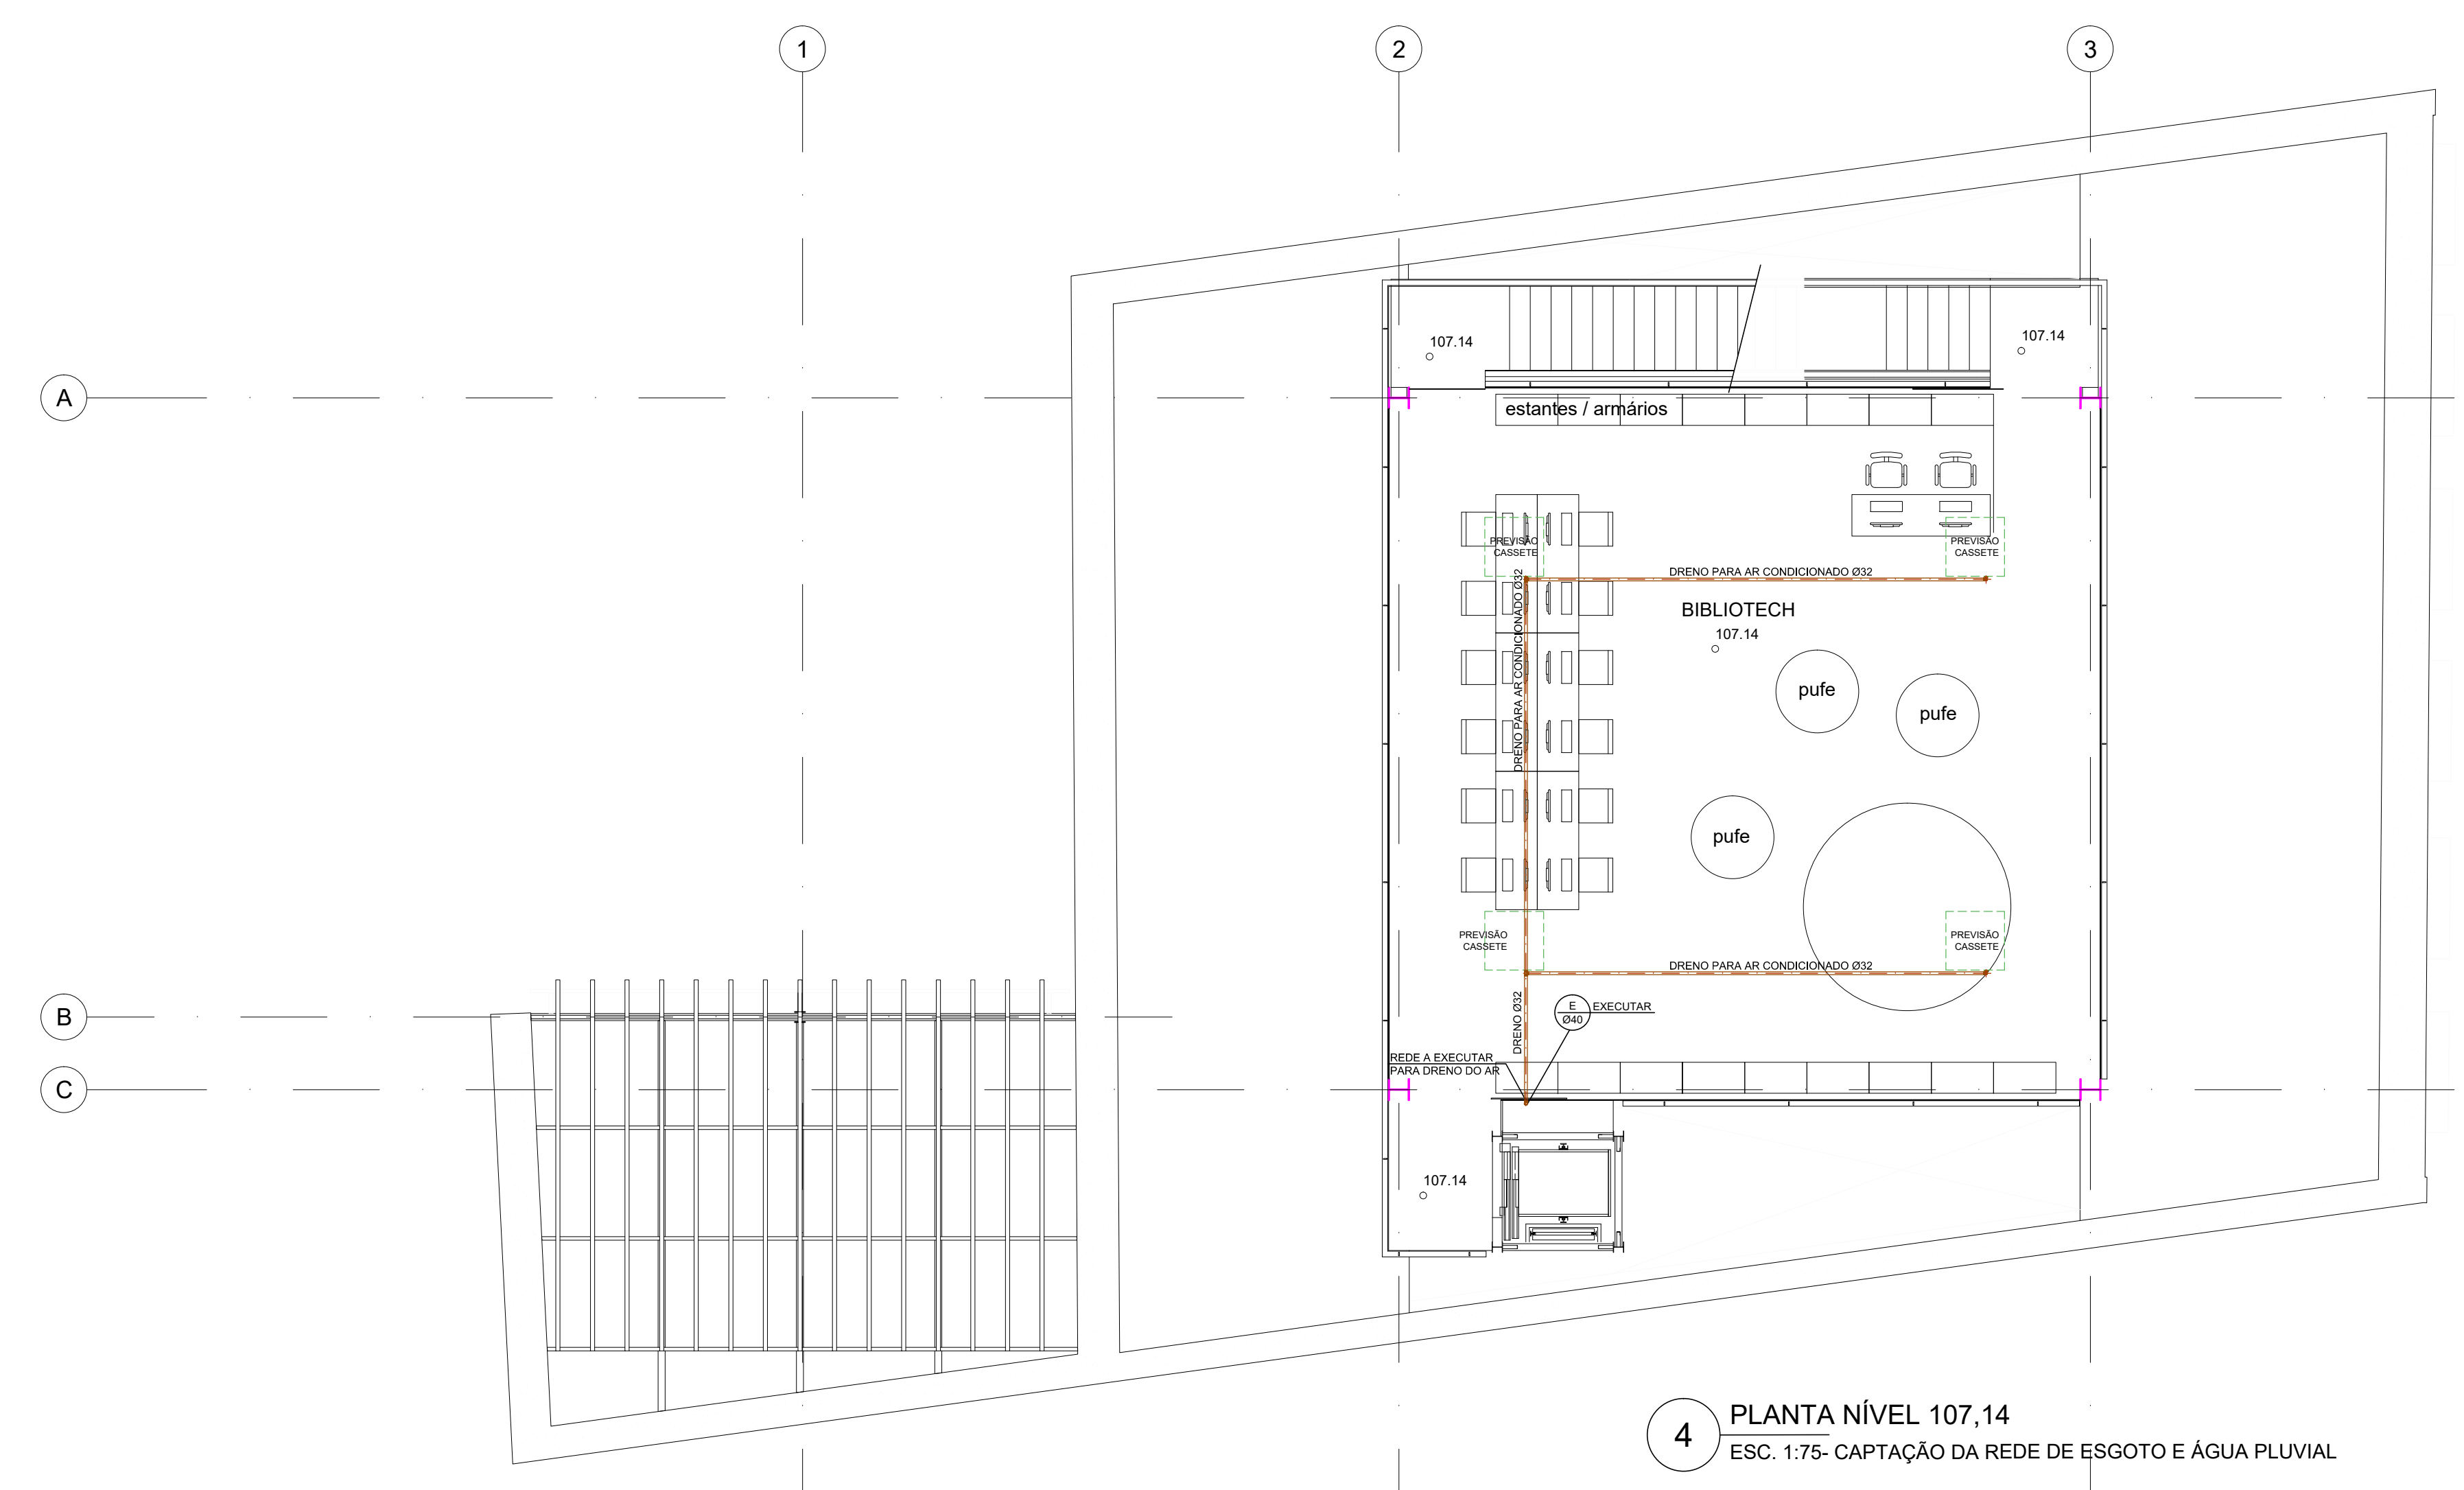 1
2
3
A
107.14
107.14
estantes / armários
PREVISÃO
CASSETE
PREVISÃO
CASSETE
DRENO PARA AR CONDICIONADO Ø32
DRENO PARA AR CONDICIONADO Ø32
BIBLIOTECH
107.14
pufe
pufe
pufe
PREVISÃO
CASSETE
PREVISÃO
CASSETE
DRENO PARA AR CONDICIONADO Ø32
DRENO Ø32
E
Ø40
EXECUTAR
B
REDE A EXECUTAR
PARA DRENO DO AR
C
107.14
4
PLANTA NÍVEL 107,14
ESC. 1:75- CAPTAÇÃO DA REDE DE ESGOTO E ÁGUA PLUVIAL